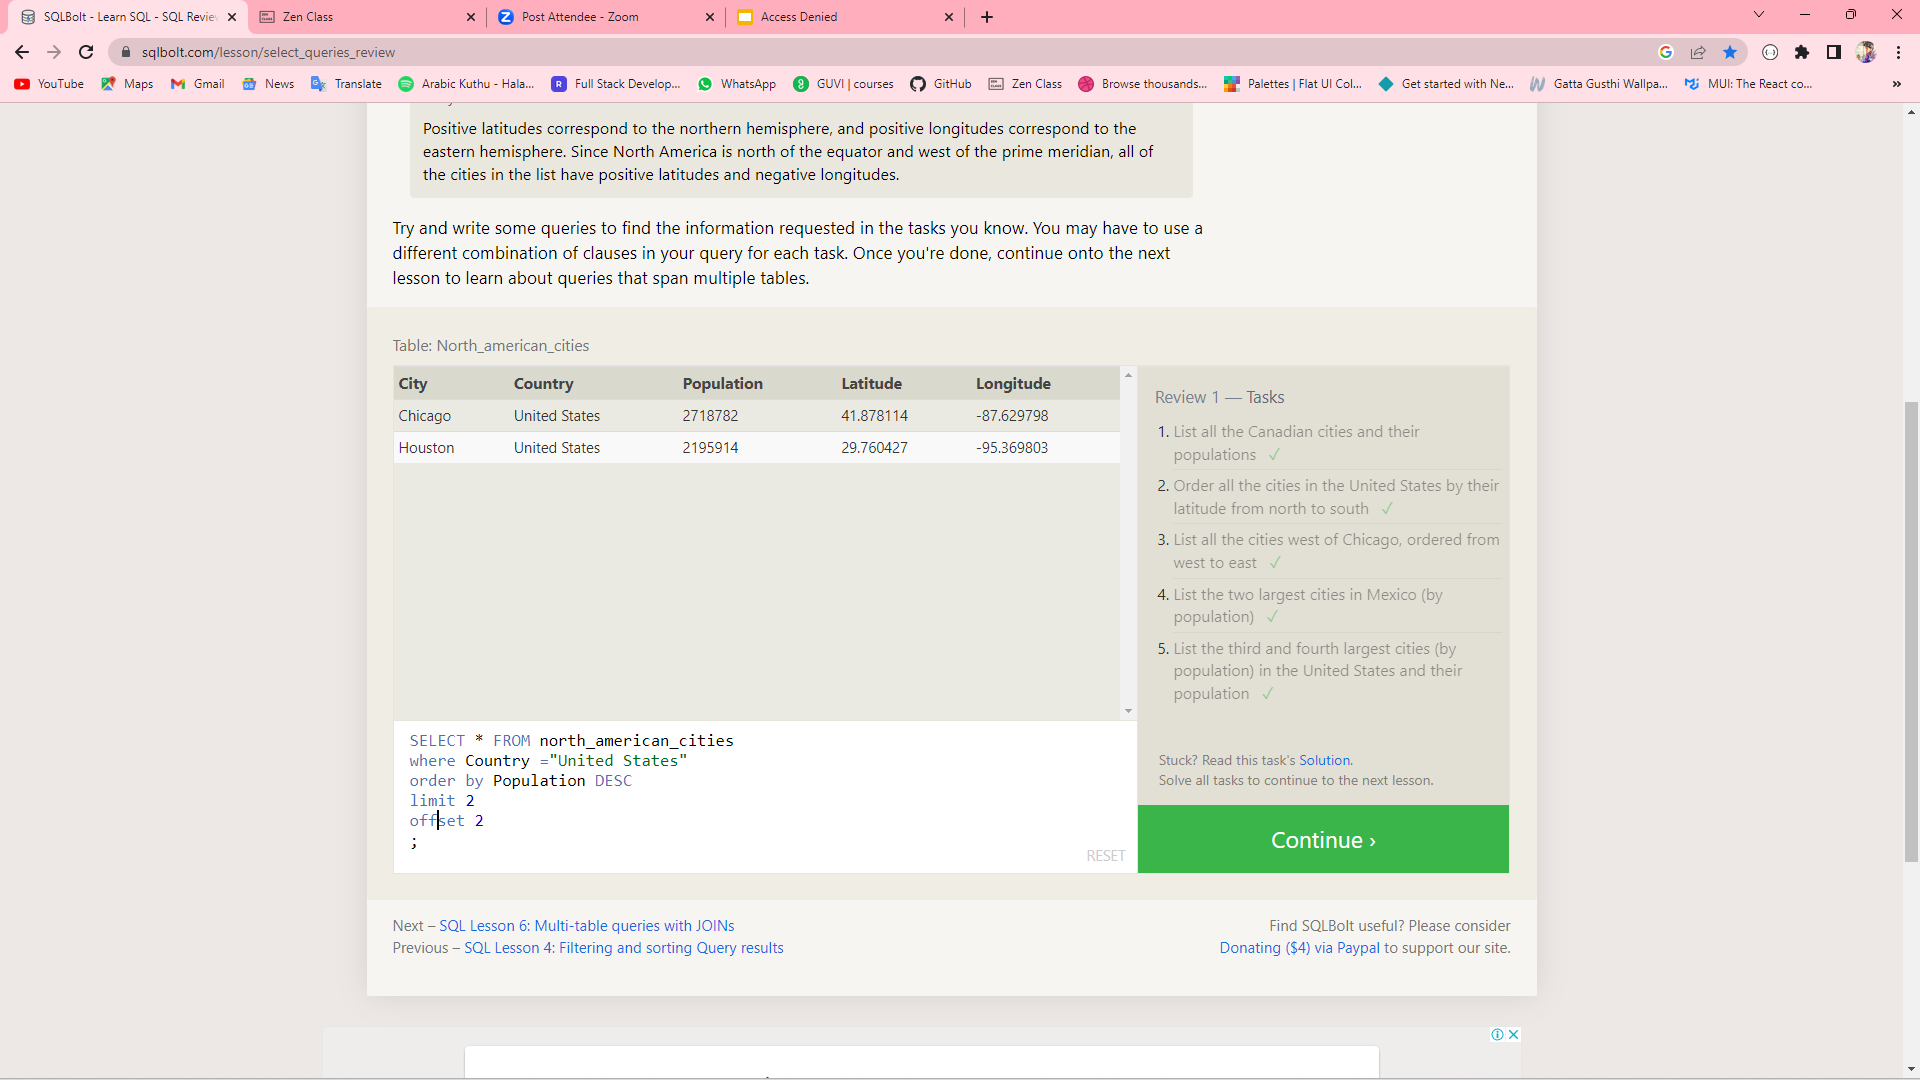 SQLBolt - Learn SQL - SQL Revie
Zen Class
Post Attendee - Zoom
Access Denied
sqlbolt.com/lesson/select_queries_review
YouTube
Maps
Gmail
News
Translate
Arabic Kuthu - Hala...
Full Stack Develop...
WhatsApp
GUVI | courses
GitHub
Zen Class
Browse thousands...
Palettes | Flat UI Col...
Get started with Ne...
Gatta Gusthi Wallpa...
MUI: The React co...
»
Positive latitudes correspond to the northern hemisphere, and positive longitudes correspond to the
eastern hemisphere. Since North America is north of the equator and west of the prime meridian, all of
the cities in the list have positive latitudes and negative longitudes.
Try and write some queries to find the information requested in the tasks you know. You may have to use a
different combination of clauses in your query for each task. Once you're done, continue onto the next
lesson to learn about queries that span multiple tables.
Table: North_american_cities
City Country Population Latitude Longitude
Chicago United States 2718782 41.878114 -87.629798
Houston United States 2195914 29.760427 -95.369803
SELECT * FROM north_american_cities
where Country ="United States"
order by Population DESC
limit 2
offset 2
;
RESET
Review 1 — Tasks
1. List all the Canadian cities and their
populations ✓
2. Order all the cities in the United States by their
latitude from north to south ✓
3. List all the cities west of Chicago, ordered from
west to east ✓
4. List the two largest cities in Mexico (by
population) ✓
5. List the third and fourth largest cities (by
population) in the United States and their
population ✓
Stuck? Read this task's Solution.
Solve all tasks to continue to the next lesson.
Continue ›
Next – SQL Lesson 6: Multi-table queries with JOINs
Previous – SQL Lesson 4: Filtering and sorting Query results
Find SQLBolt useful? Please consider
Donating ($4) via Paypal to support our site.